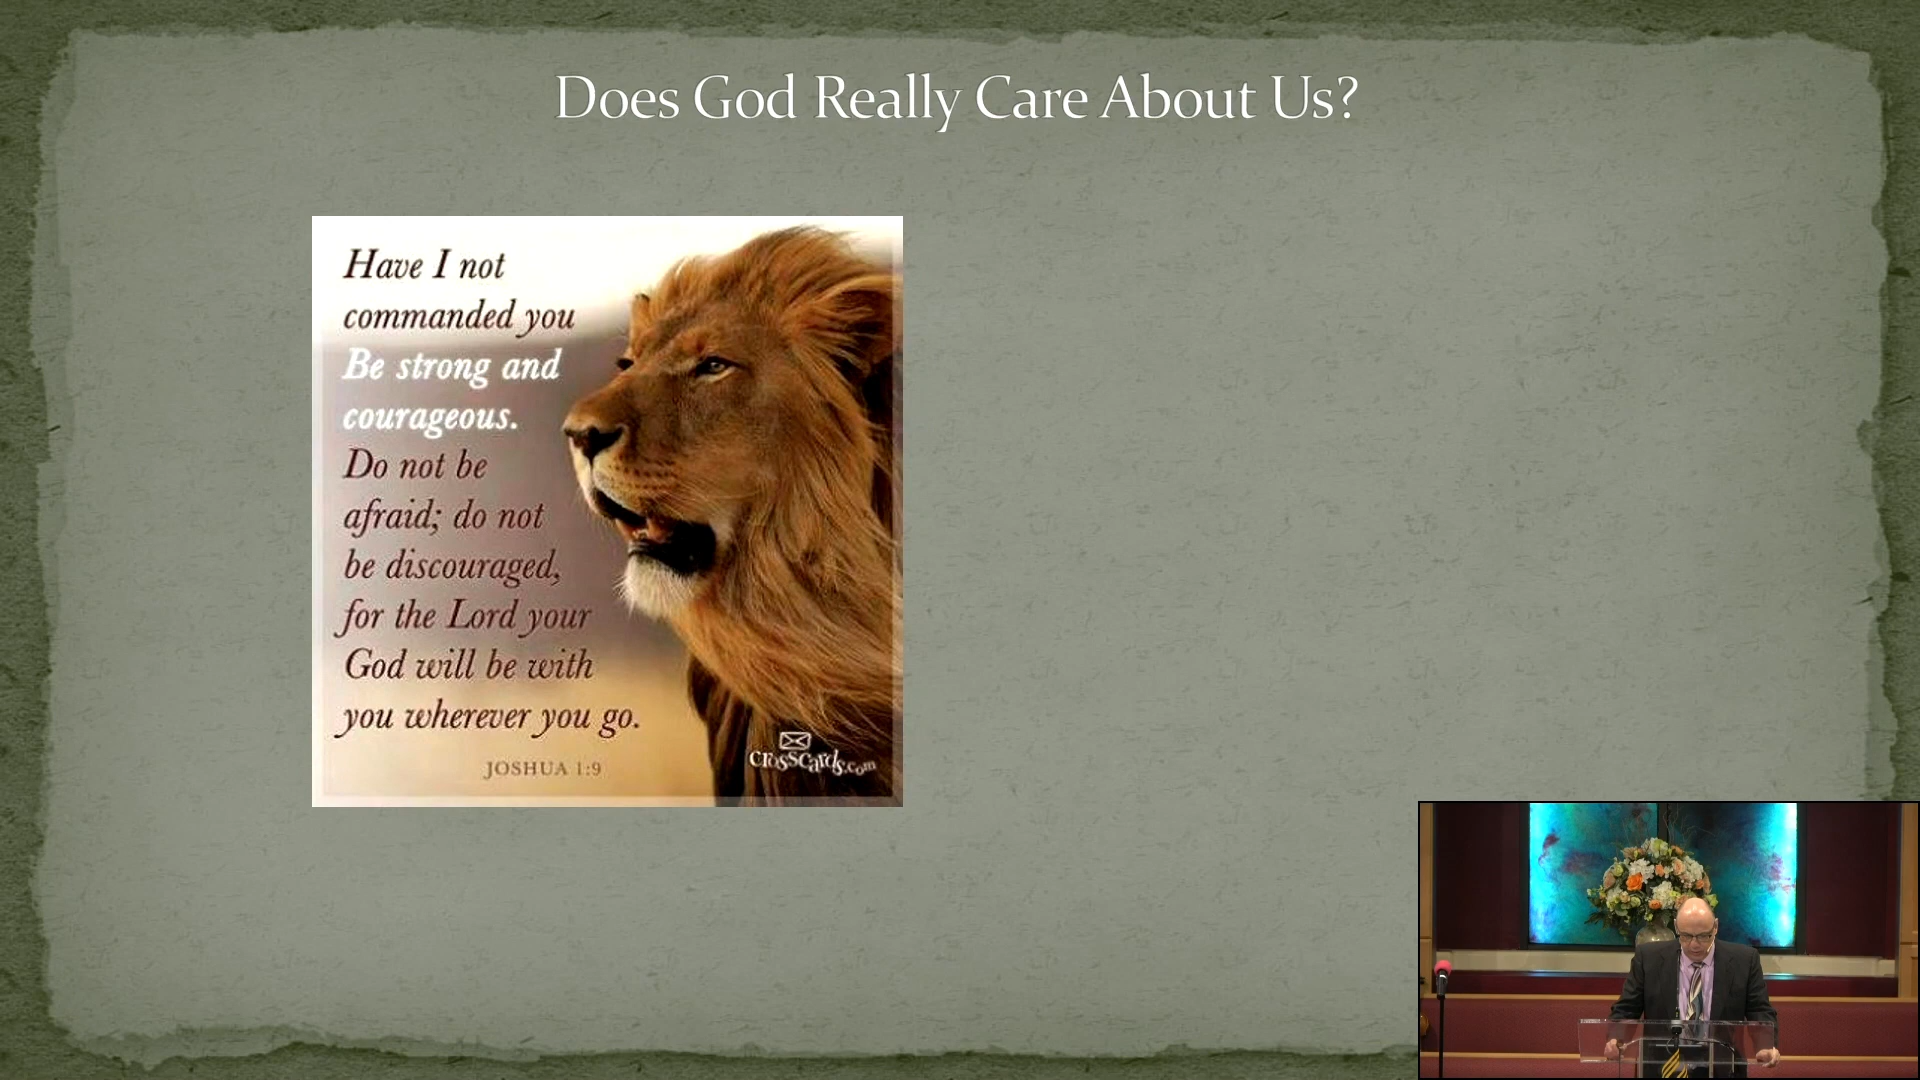 Does God Really Care About Us?
Have I not
commanded you
Be strong and
courageous.
Do not be
afraid; do not
be discouraged,
for the Lord your
God will be with
you wherever you go.
JOSHUA 1:9
crosscards.com